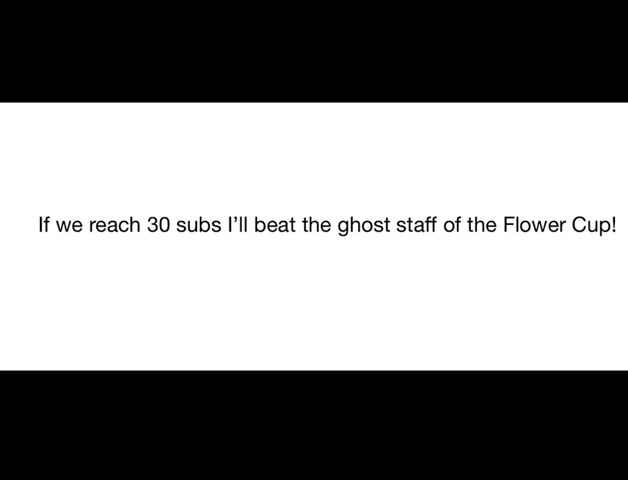 If we reach 30 subs I’ll beat the ghost staff of the Flower Cup!